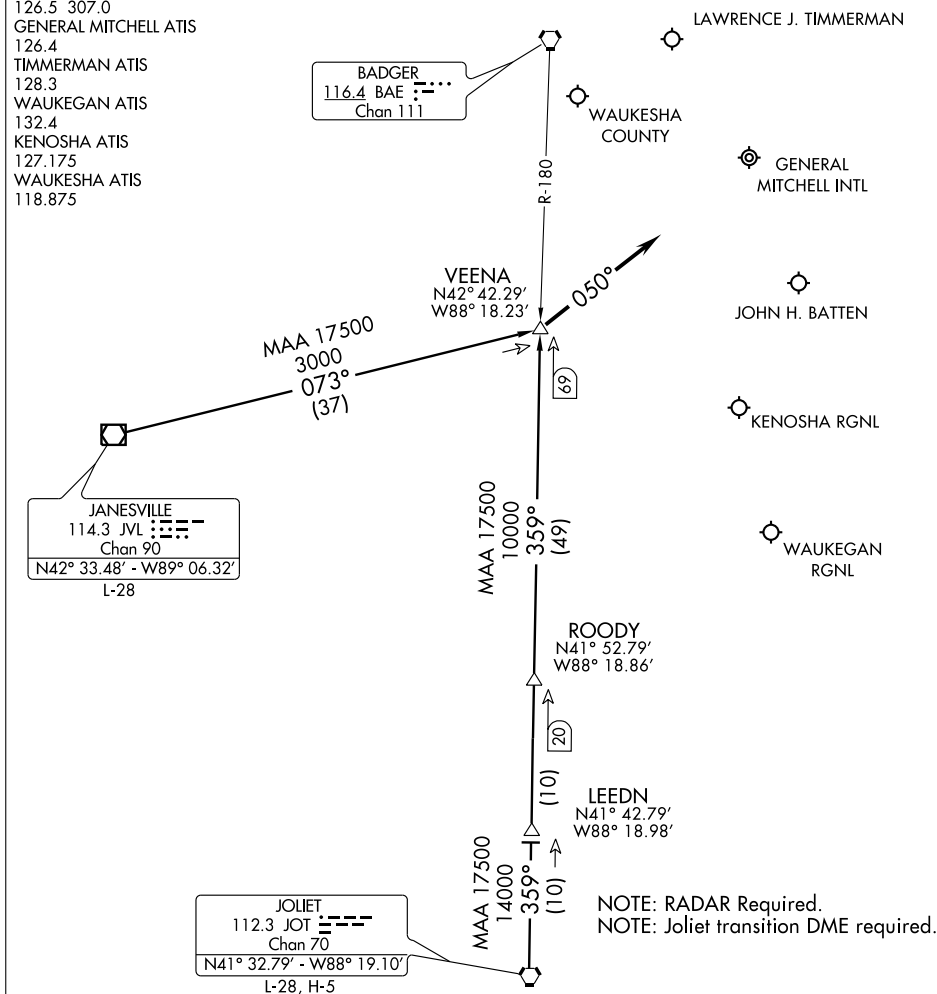 126.5 307.0
GENERAL MITCHELL ATIS
126.4
TIMMERMAN ATIS
128.3
WAUKEGAN ATIS
132.4
KENOSHA ATIS
127.175
WAUKESHA ATIS
118.875
LAWRENCE J. TIMMERMAN
BADGER
116.4 BAE
Chan 111
WAUKESHA
COUNTY
GENERAL
MITCHELL INTL
R-180
VEENA
N42° 42.29′
W88° 18.23′
050°
JOHN H. BATTEN
MAA 17500
3000
073°
(37)
69
KENOSHA RGNL
JANESVILLE
114.3 JVL
Chan 90
N42° 33.48′ - W89° 06.32′
L-28
MAA 17500
10000
359°
(49)
WAUKEGAN
RGNL
ROODY
N41° 52.79′
W88° 18.86′
20
(10)
LEEDN
N41° 42.79′
W88° 18.98′
MAA 17500
14000
359°
(10)
NOTE: RADAR Required.
NOTE: Joliet transition DME required.
JOLIET
112.3 JOT
Chan 70
N41° 32.79′ - W88° 19.10′
L-28, H-5